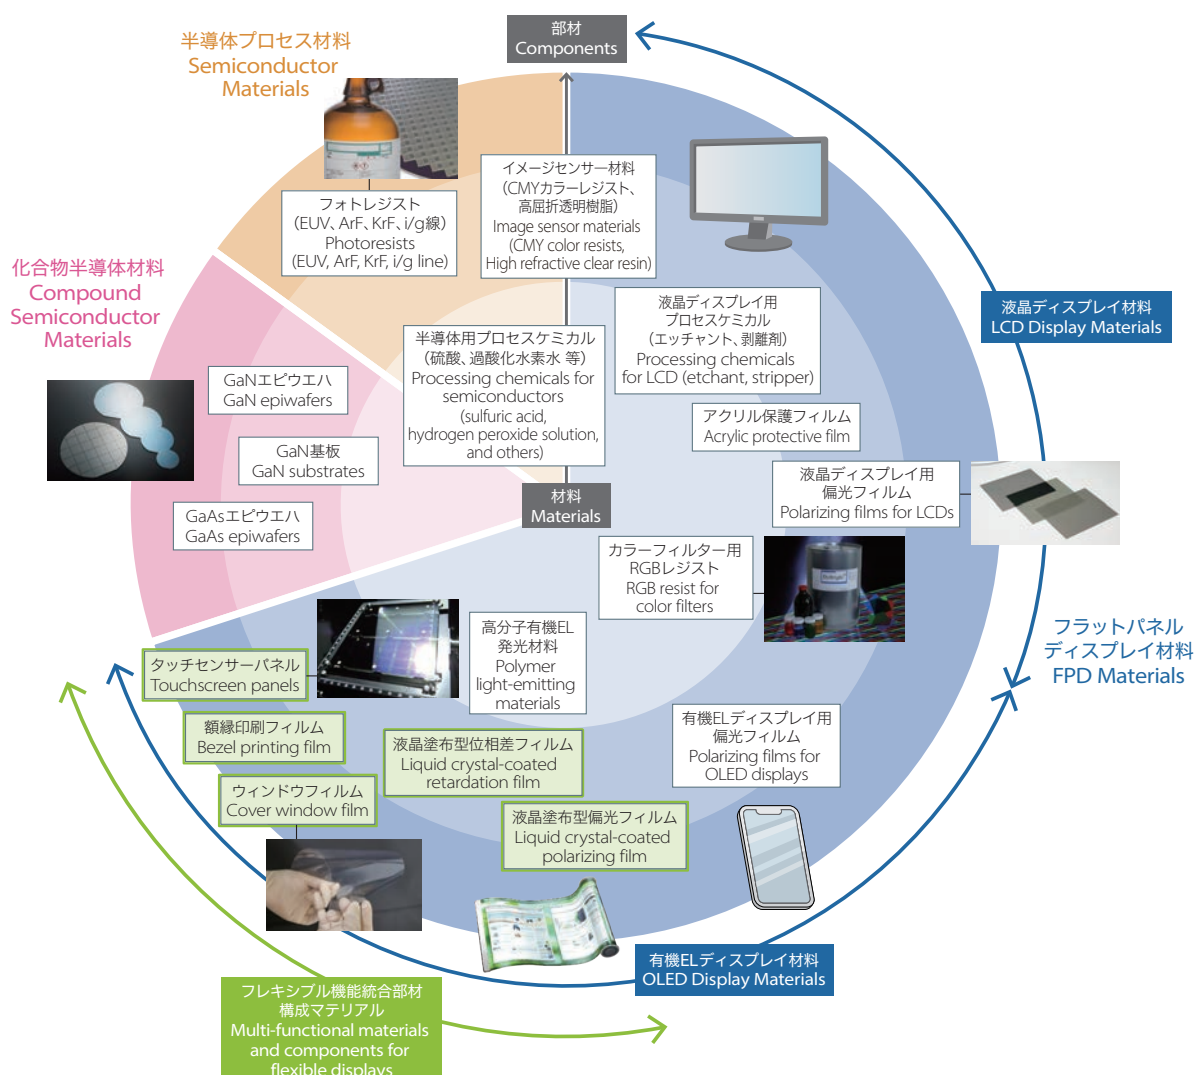 部材
Components
半導体プロセス材料
Semiconductor
Materials
イメージセンサー材料
(CMYカラーレジスト、
高屈折透明樹脂)
Image sensor materials
(CMY color resists,
High refractive clear resin)
フォトレジスト
(EUV、ArF、KrF、i/g線)
Photoresists
(EUV, ArF, KrF, i/g line)
化合物半導体材料
Compound
Semiconductor
Materials
液晶ディスプレイ材料
LCD Display Materials
液晶ディスプレイ用
プロセスケミカル
(エッチャント、剥離剤)
Processing chemicals
for LCD (etchant, stripper)
半導体用プロセスケミカル
(硫酸、過酸化水素水 等)
Processing chemicals for
semiconductors
(sulfuric acid,
hydrogen peroxide solution,
and others)
GaNエピウエハ
GaN epiwafers
アクリル保護フィルム
Acrylic protective film
GaN基板
GaN substrates
液晶ディスプレイ用
偏光フィルム
Polarizing films for LCDs
材料
Materials
GaAsエピウエハ
GaAs epiwafers
カラーフィルター用
RGBレジスト
RGB resist for
color filters
高分子有機EL
発光材料
Polymer
light-emitting
materials
フラットパネル
ディスプレイ材料
FPD Materials
タッチセンサーパネル
Touchscreen panels
額縁印刷フィルム
Bezel printing film
有機ELディスプレイ用
偏光フィルム
Polarizing films for
OLED displays
液晶塗布型位相差フィルム
Liquid crystal-coated
retardation film
ウィンドウフィルム
Cover window film
液晶塗布型偏光フィルム
Liquid crystal-coated
polarizing film
有機ELディスプレイ材料
OLED Display Materials
フレキシブル機能統合部材
構成マテリアル
Multi-functional materials
and components for
flexible displays